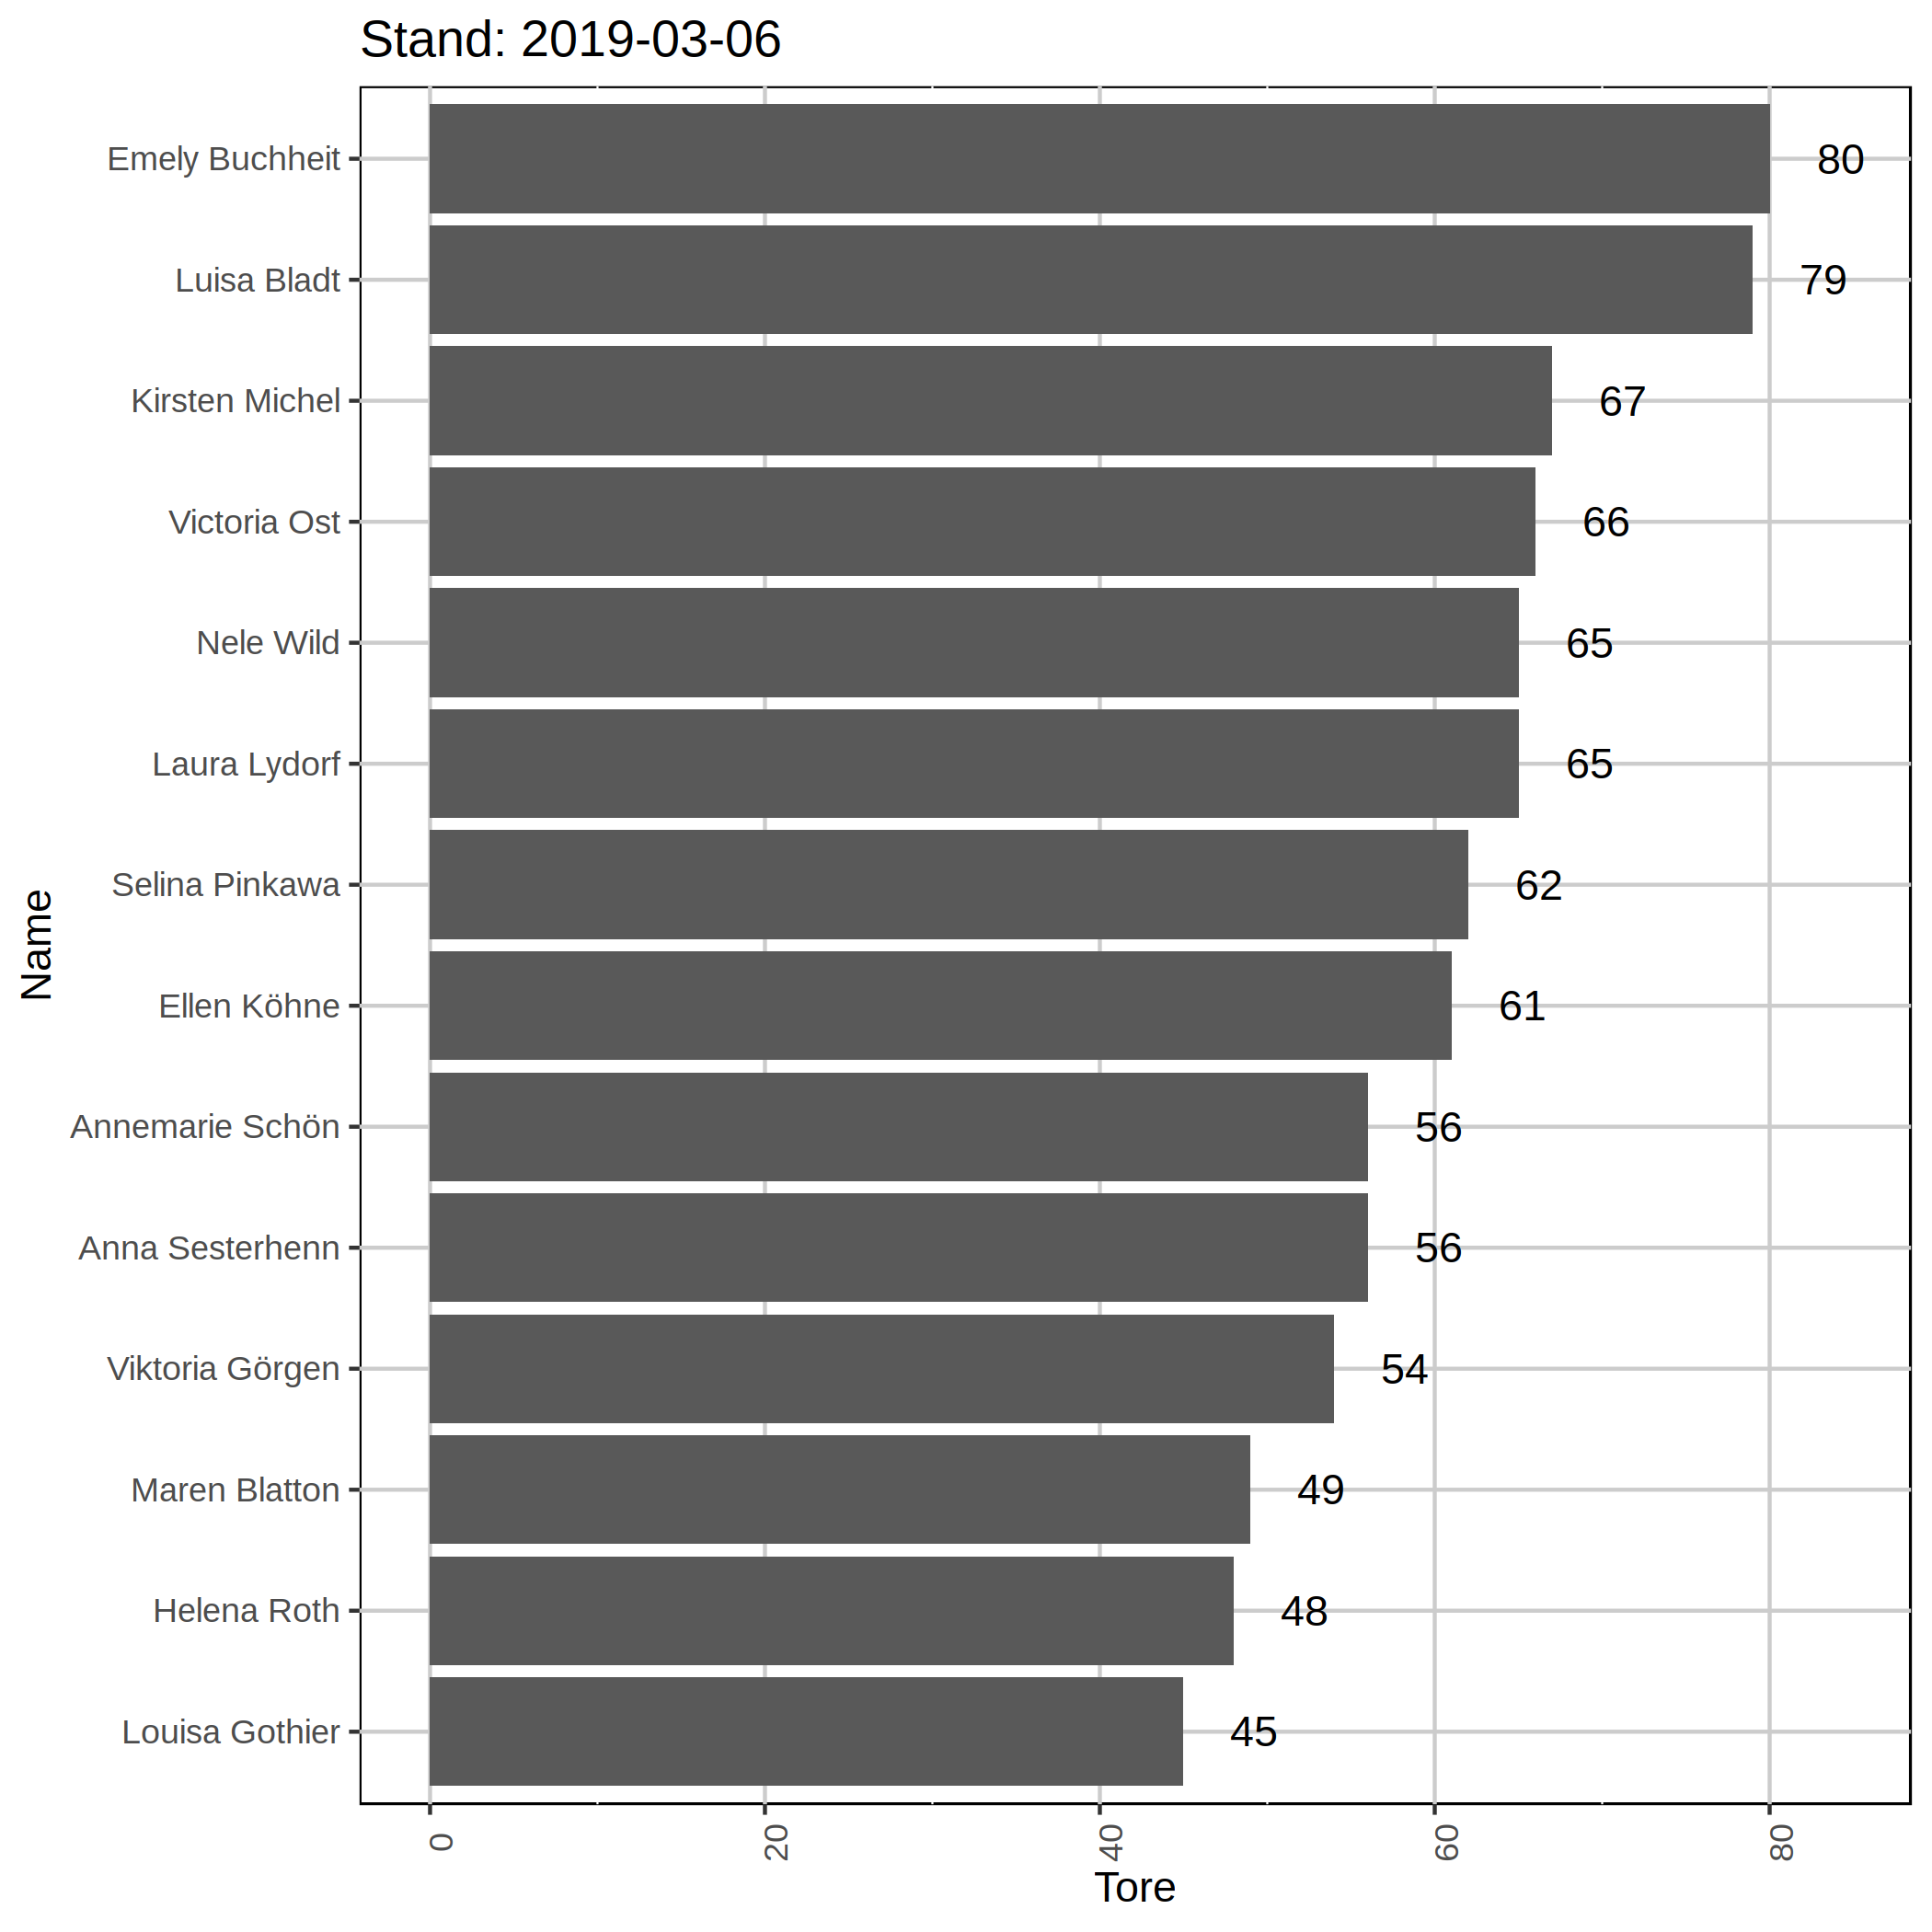 Stand: 2019-03-06
Emely Buchheit 80
Luisa Bladt 79
Kirsten Michel 67
Victoria Ost 66
Nele Wild 65
Laura Lydorf 65
Selina Pinkawa 62
Ellen Köhne 61
Annemarie Schön 56
Anna Sesterhenn 56
Viktoria Görgen 54
Maren Blatton 49
Helena Roth 48
Louisa Gothier 45
Name
0 20 40 60 80
Tore